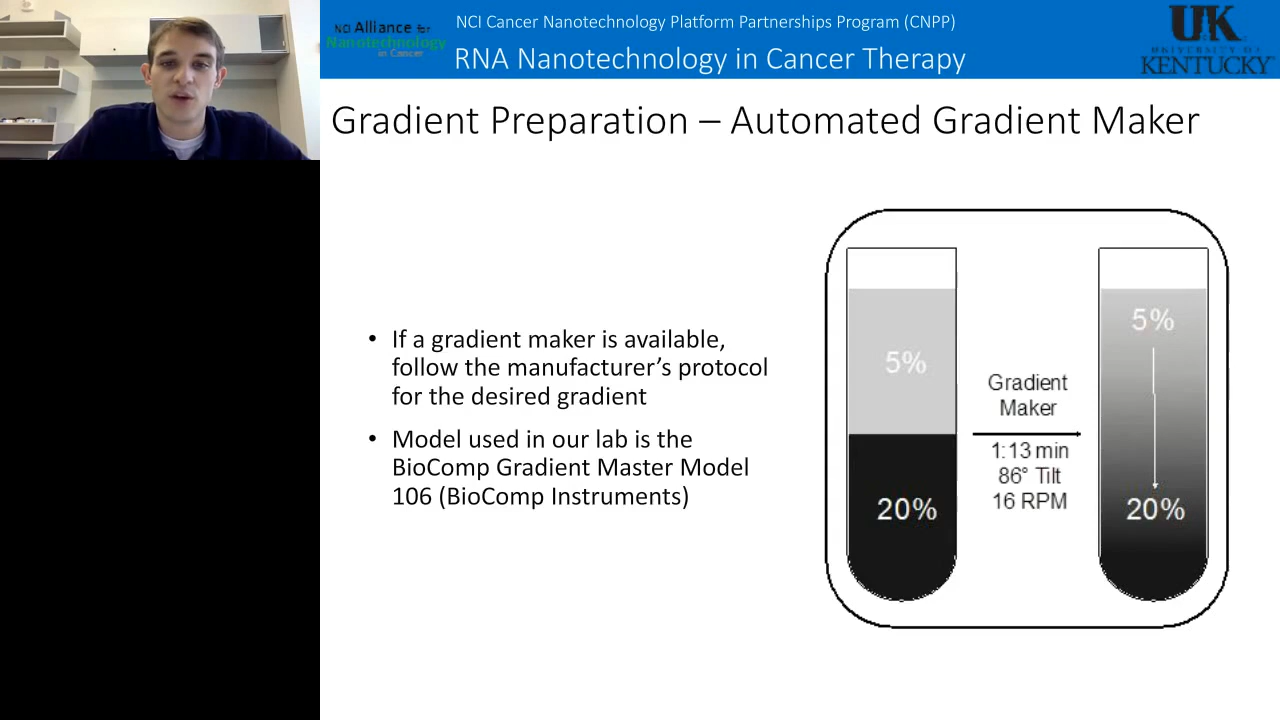 NCI Alliance for
Nanotechnology
in Cancer
NCI Cancer Nanotechnology Platform Partnerships Program (CNPP)
RNA Nanotechnology in Cancer Therapy
UK
UNIVERSITY OF
KENTUCKY
Gradient Preparation – Automated Gradient Maker
• If a gradient maker is available,
follow the manufacturer's protocol
for the desired gradient
• Model used in our lab is the
BioComp Gradient Master Model
106 (BioComp Instruments)
5%
20%
Gradient
Maker
1:13 min
86° Tilt
16 RPM
5%
20%